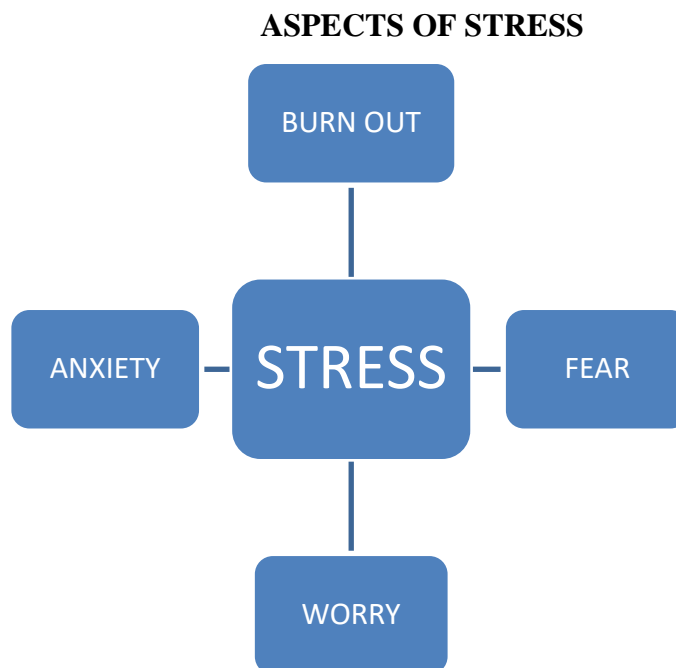 ASPECTS OF STRESS
BURN OUT
ANXIETY
STRESS
FEAR
WORRY